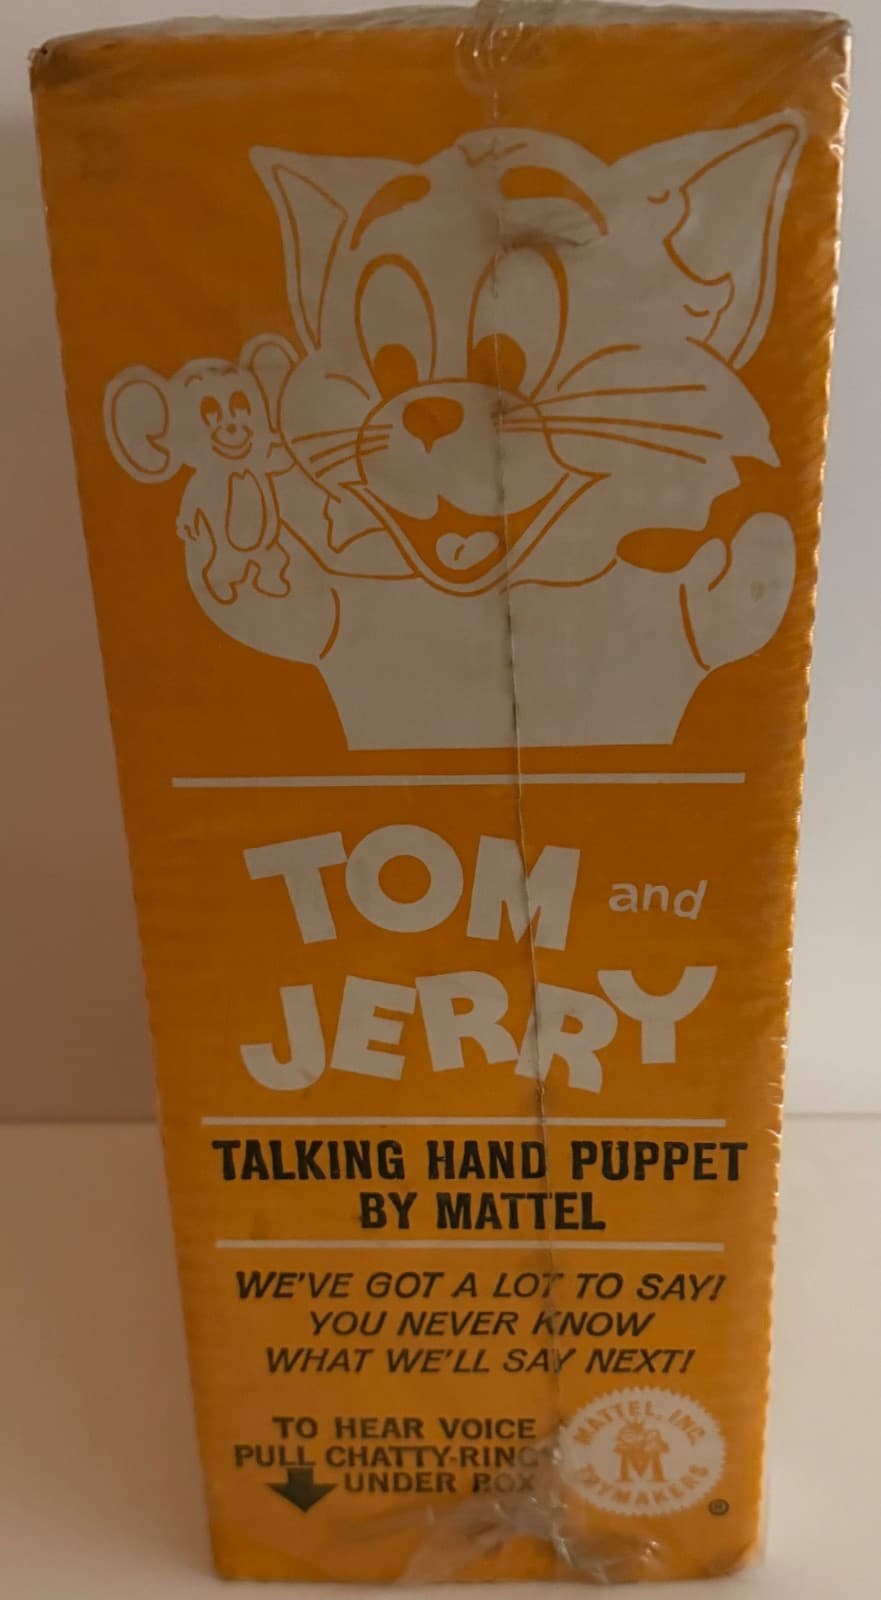 TOM and
JERRY
TALKING HAND PUPPET
BY MATTEL
WE'VE GOT A LOT TO SAY!
YOU NEVER KNOW
WHAT WE'LL SAY NEXT!
TO HEAR VOICE
PULL CHATTY-RING
UNDER BOX
MATTEL, INC.
M
TOYMAKERS
®